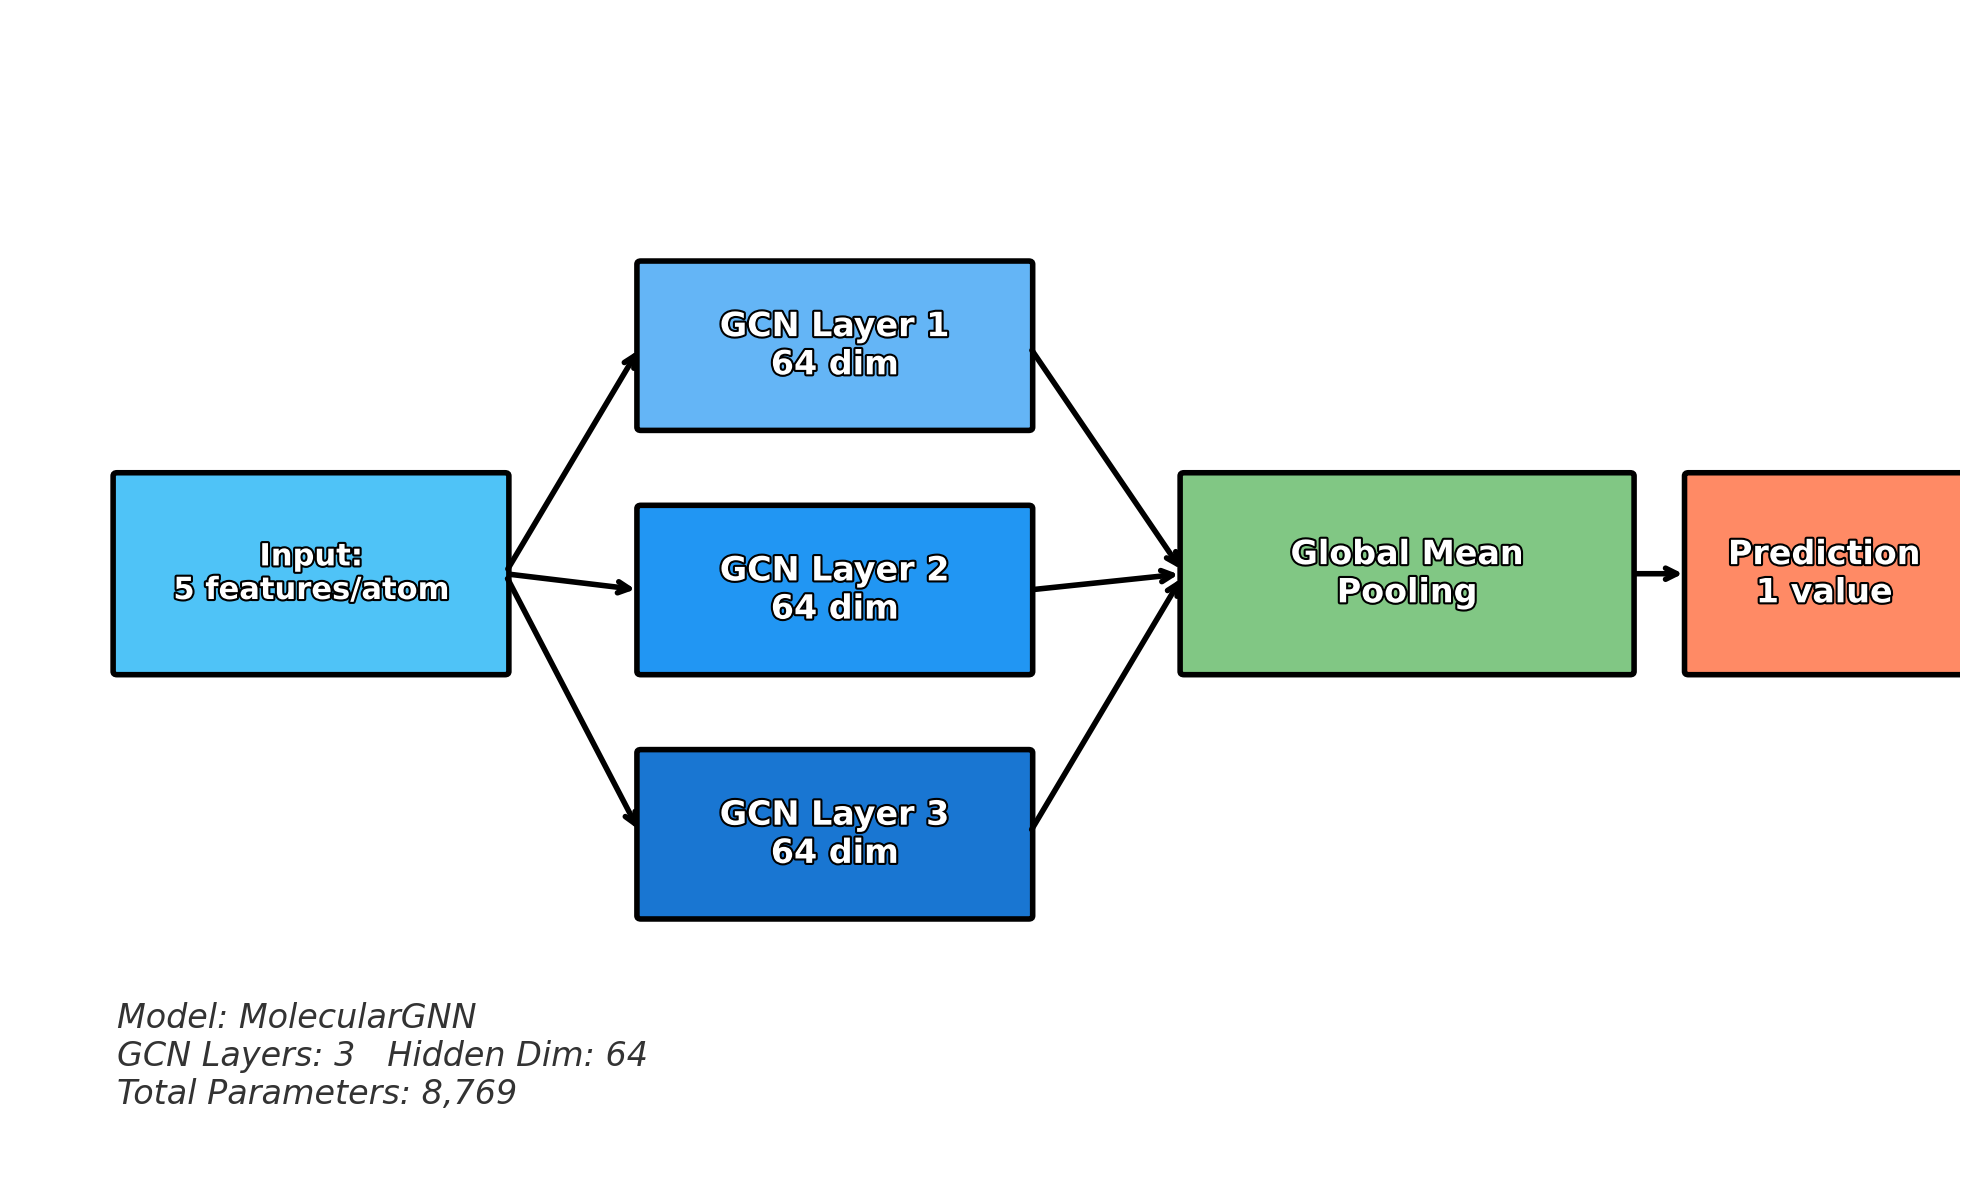 Input:
5 features/atom
GCN Layer 1
64 dim
GCN Layer 2
64 dim
GCN Layer 3
64 dim
Global Mean
Pooling
Prediction
1 value
Model: MolecularGNN
GCN Layers: 3   Hidden Dim: 64
Total Parameters: 8,769